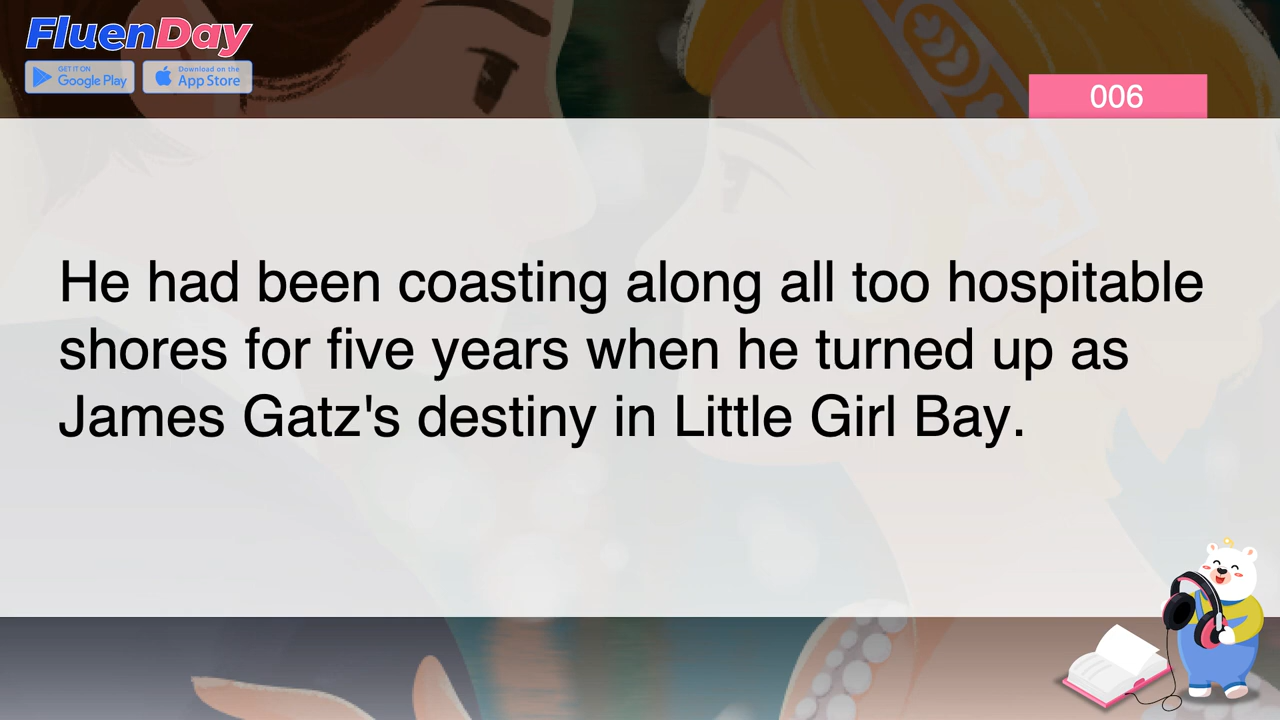 FluenDay
GET IT ON
Google Play
Download on the
App Store
006
He had been coasting along all too hospitable
shores for five years when he turned up as
James Gatz's destiny in Little Girl Bay.